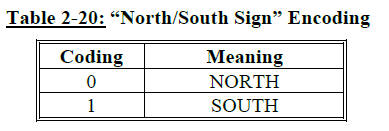 Table 2-20: “North/South Sign” Encoding
Coding Meaning
0 NORTH
1 SOUTH